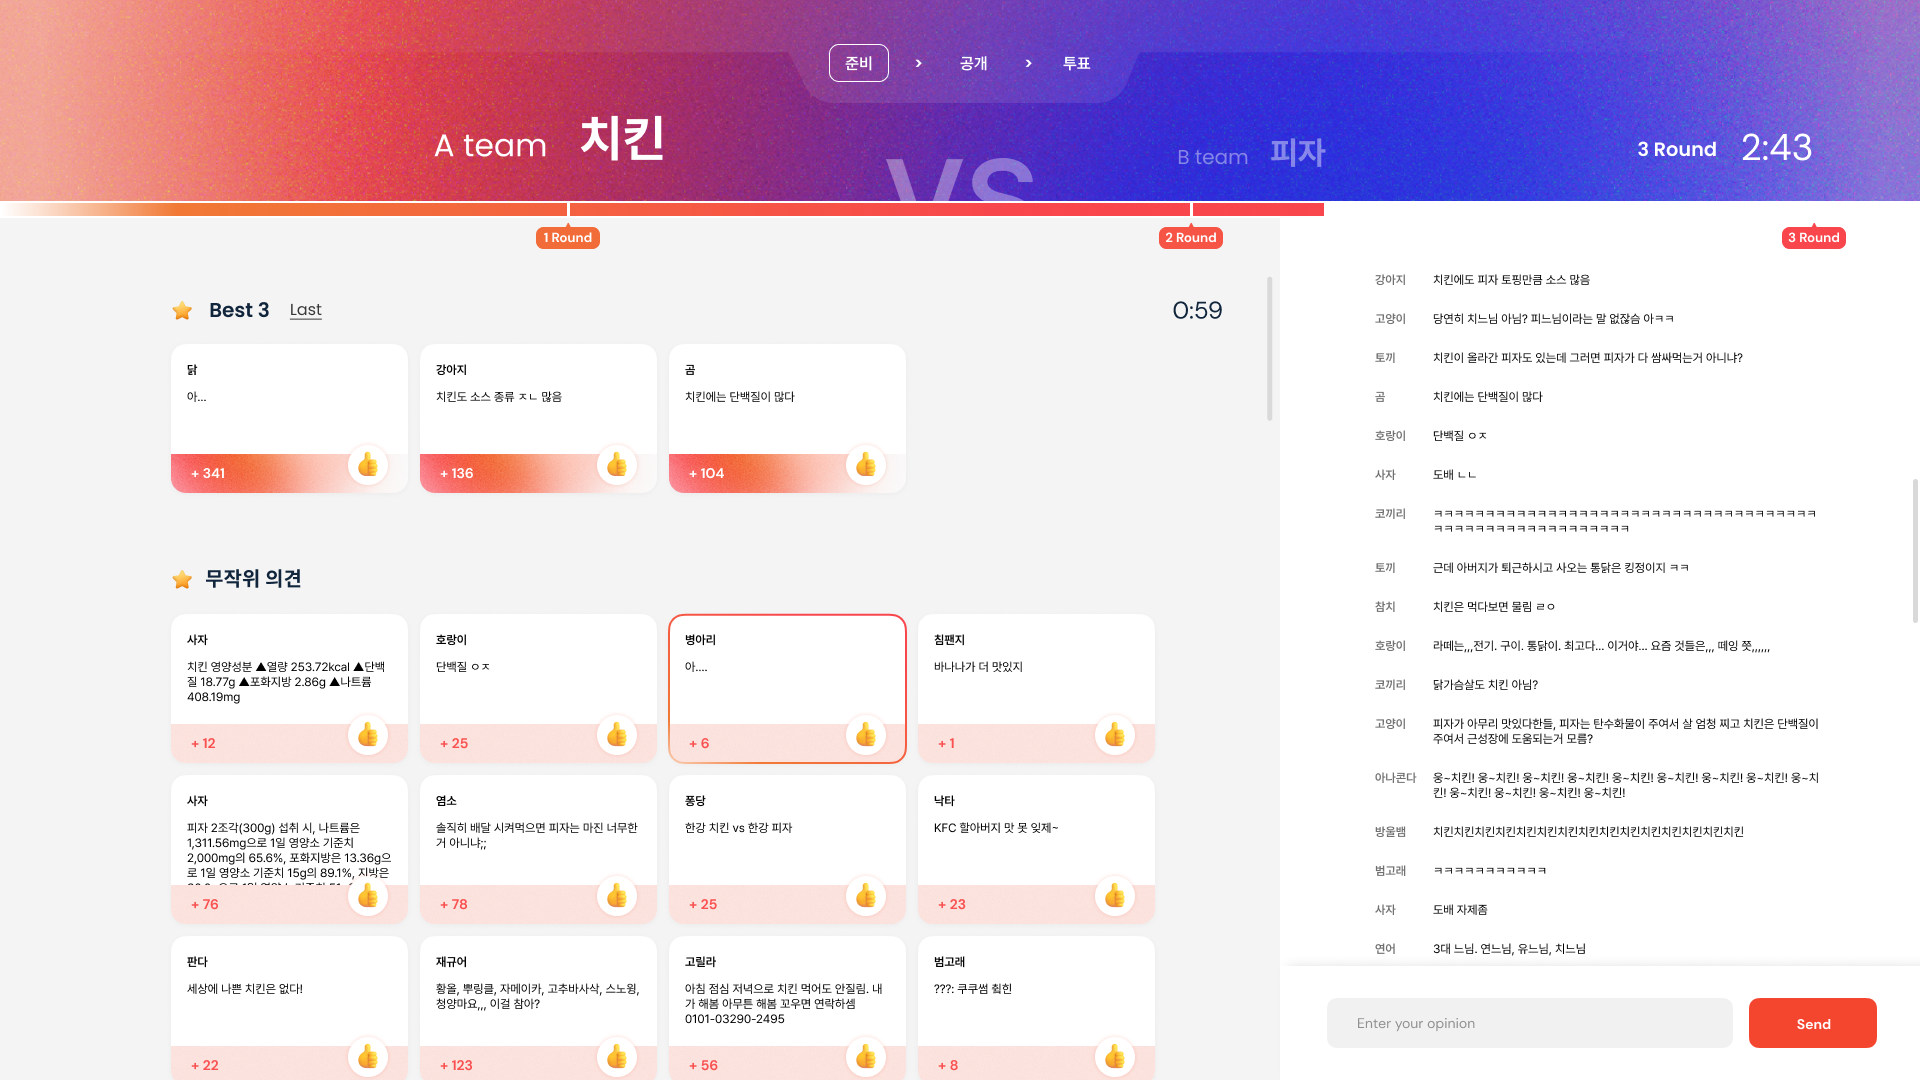 준비 > 공개 > 투표
A team 치킨
VS
B team 피자
3 Round 2:43
1 Round
2 Round
3 Round
Best 3 Last
0:59
닭
아...
+ 341
강아지
치킨도 소스 종류 ㅈㄴ 많음
+ 136
곰
치킨에는 단백질이 많다
+ 104
무작위 의견
사자
치킨 영양성분 ▲열량 253.72kcal ▲단백
질 18.77g ▲포화지방 2.86g ▲나트륨
408.19mg
+ 12
호랑이
단백질 ㅇㅈ
+ 25
병아리
아....
+ 6
침팬지
바나나가 더 맛있지
+ 1
사자
피자 2조각(300g) 섭취 시, 나트륨은
1,311.56mg으로 1일 영양소 기준치
2,000mg의 65.6%, 포화지방은 13.36g으
로 1일 영양소 기준치 15g의 89.1%, 지방은
+ 76
염소
솔직히 배달 시켜먹으면 피자는 마진 너무한
거 아니냐;;
+ 78
퐁당
한강 치킨 vs 한강 피자
+ 25
낙타
KFC 할아버지 맛 못 잊제~
+ 23
판다
세상에 나쁜 치킨은 없다!
+ 22
재규어
황올, 뿌링클, 자메이카, 고추바사삭, 스노윙,
청양마요,,, 이걸 참아?
+ 123
고릴라
아침 점심 저녁으로 치킨 먹어도 안질림. 내
가 해봄 아무튼 해봄 꼬우면 연락하셈
0101-03290-2495
+ 56
범고래
???: 쿠쿠썸 췸힌
+ 8
강아지 치킨에도 피자 토핑만큼 소스 많음
고양이 당연히 치느님 아님? 피느님이라는 말 없잖슴 아ㅋㅋ
토끼 치킨이 올라간 피자도 있는데 그러면 피자가 다 쌈싸먹는거 아니냐?
곰 치킨에는 단백질이 많다
호랑이 단백질 ㅇㅈ
사자 도배 ㄴㄴ
코끼리 ㅋㅋㅋㅋㅋㅋㅋㅋㅋㅋㅋㅋㅋㅋㅋㅋㅋㅋㅋㅋㅋㅋㅋㅋㅋㅋㅋㅋㅋㅋㅋㅋㅋㅋㅋㅋㅋ
ㅋㅋㅋㅋㅋㅋㅋㅋㅋㅋㅋㅋㅋㅋㅋㅋㅋㅋㅋ
토끼 근데 아버지가 퇴근하시고 사오는 통닭은 킹정이지 ㅋㅋ
참치 치킨은 먹다보면 물림 ㄹㅇ
호랑이 라떼는,,,전기. 구이. 통닭이. 최고다... 이거야... 요즘 것들은,,, 떼잉 쯧,,,,,,
코끼리 닭가슴살도 치킨 아님?
고양이 피자가 아무리 맛있다한들, 피자는 탄수화물이 주여서 살 엄청 찌고 치킨은 단백질이
주여서 근성장에 도움되는거 모름?
아나콘다 웅~치킨! 웅~치킨! 웅~치킨! 웅~치킨! 웅~치킨! 웅~치킨! 웅~치킨! 웅~치킨! 웅~치
킨! 웅~치킨! 웅~치킨! 웅~치킨! 웅~치킨!
방울뱀 치킨치킨치킨치킨치킨치킨치킨치킨치킨치킨치킨치킨치킨치킨치킨
범고래 ㅋㅋㅋㅋㅋㅋㅋㅋㅋㅋㅋ
사자 도배 자제좀
연어 3대 느님. 연느님, 유느님, 치느님
Enter your opinion
Send